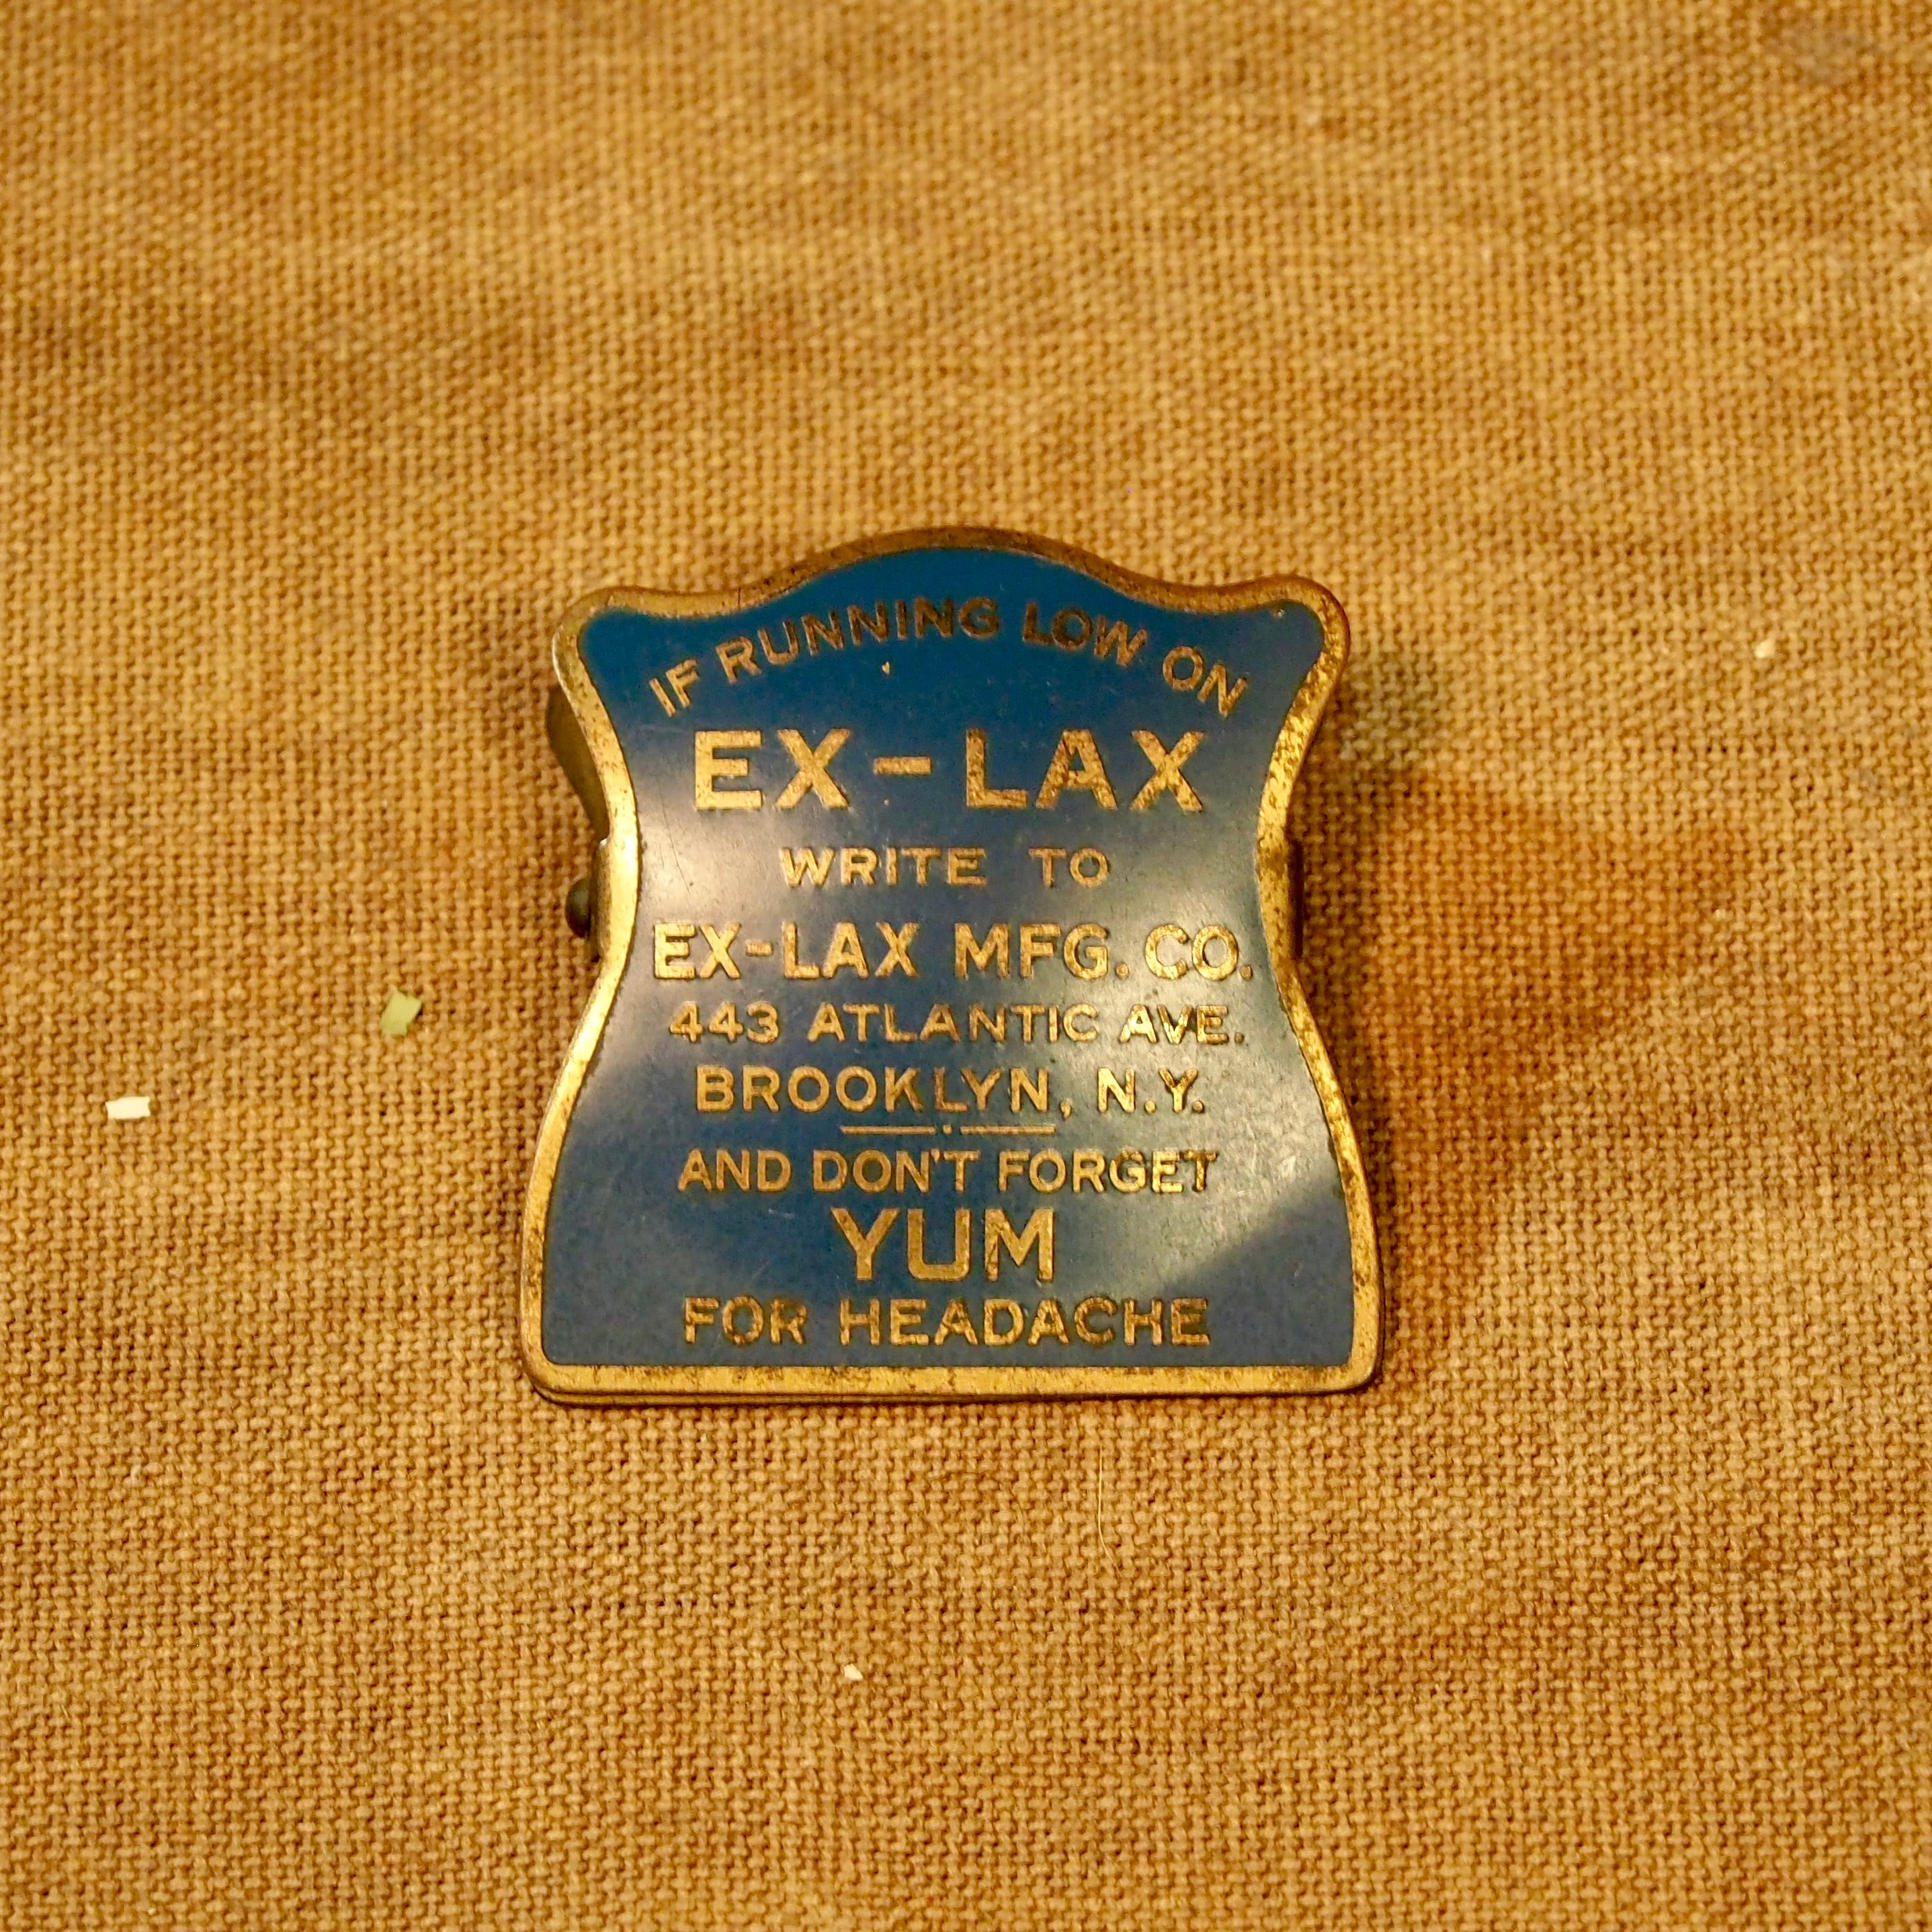 IF RUNNING LOW ON
EX-LAX
WRITE TO
EX-LAX MFG. CO.
443 ATLANTIC AVE.
BROOKLYN, N.Y.
AND DON'T FORGET
YUM
FOR HEADACHE